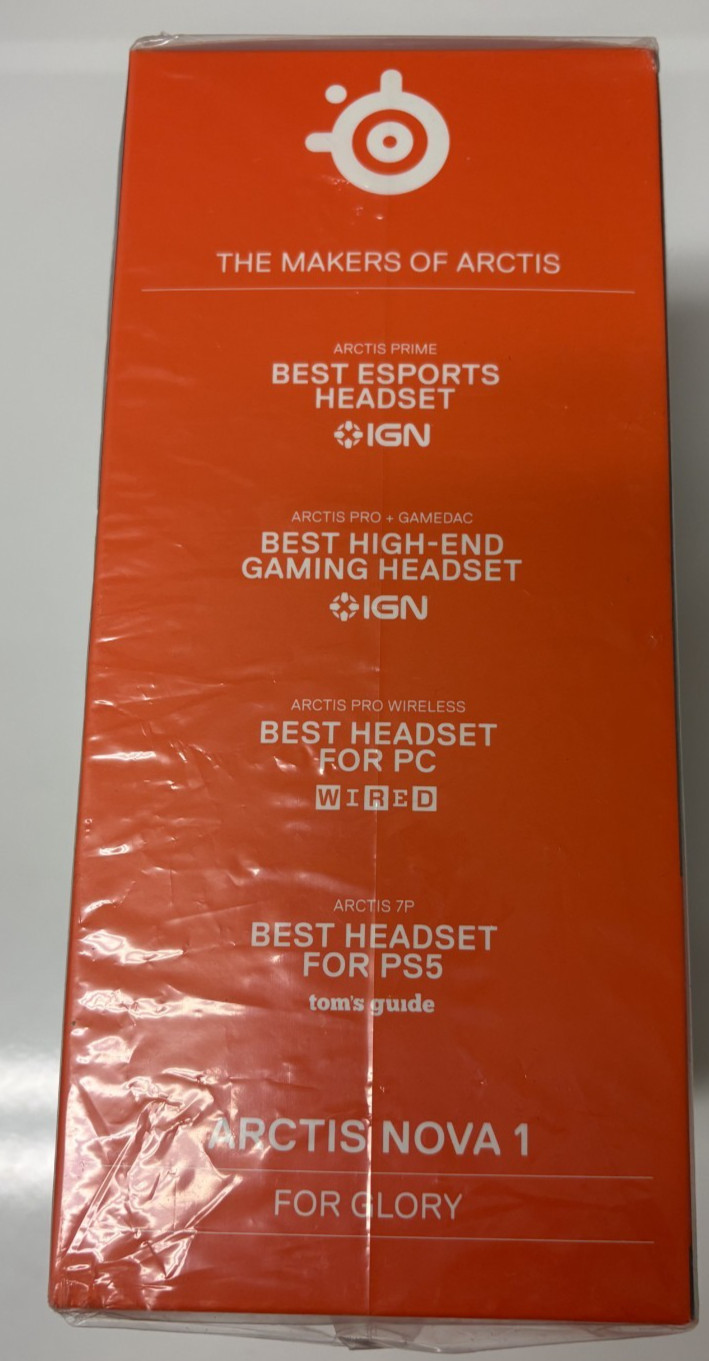 THE MAKERS OF ARCTIS
ARCTIS PRIME
BEST ESPORTS
HEADSET
IGN
ARCTIS PRO + GAMEDAC
BEST HIGH-END
GAMING HEADSET
IGN
ARCTIS PRO WIRELESS
BEST HEADSET
FOR PC
WIRED
ARCTIS 7P
BEST HEADSET
FOR PS5
tom's guide
ARCTIS NOVA 1
FOR GLORY